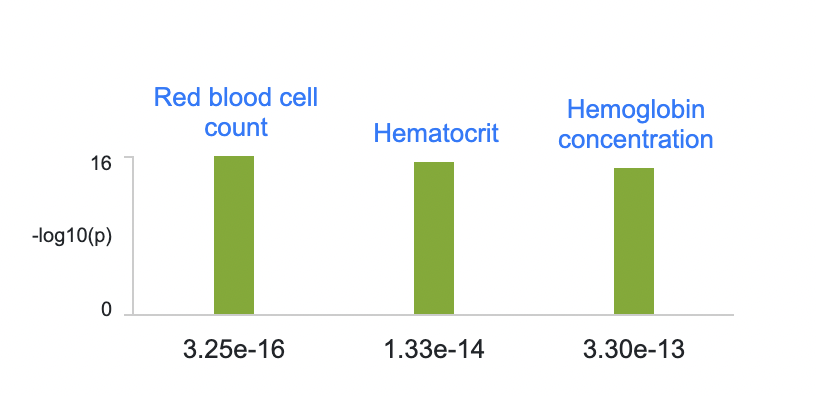 Red blood cell
count
Hematocrit
Hemoglobin
concentration
16
-log10(p)
0
3.25e-16
1.33e-14
3.30e-13